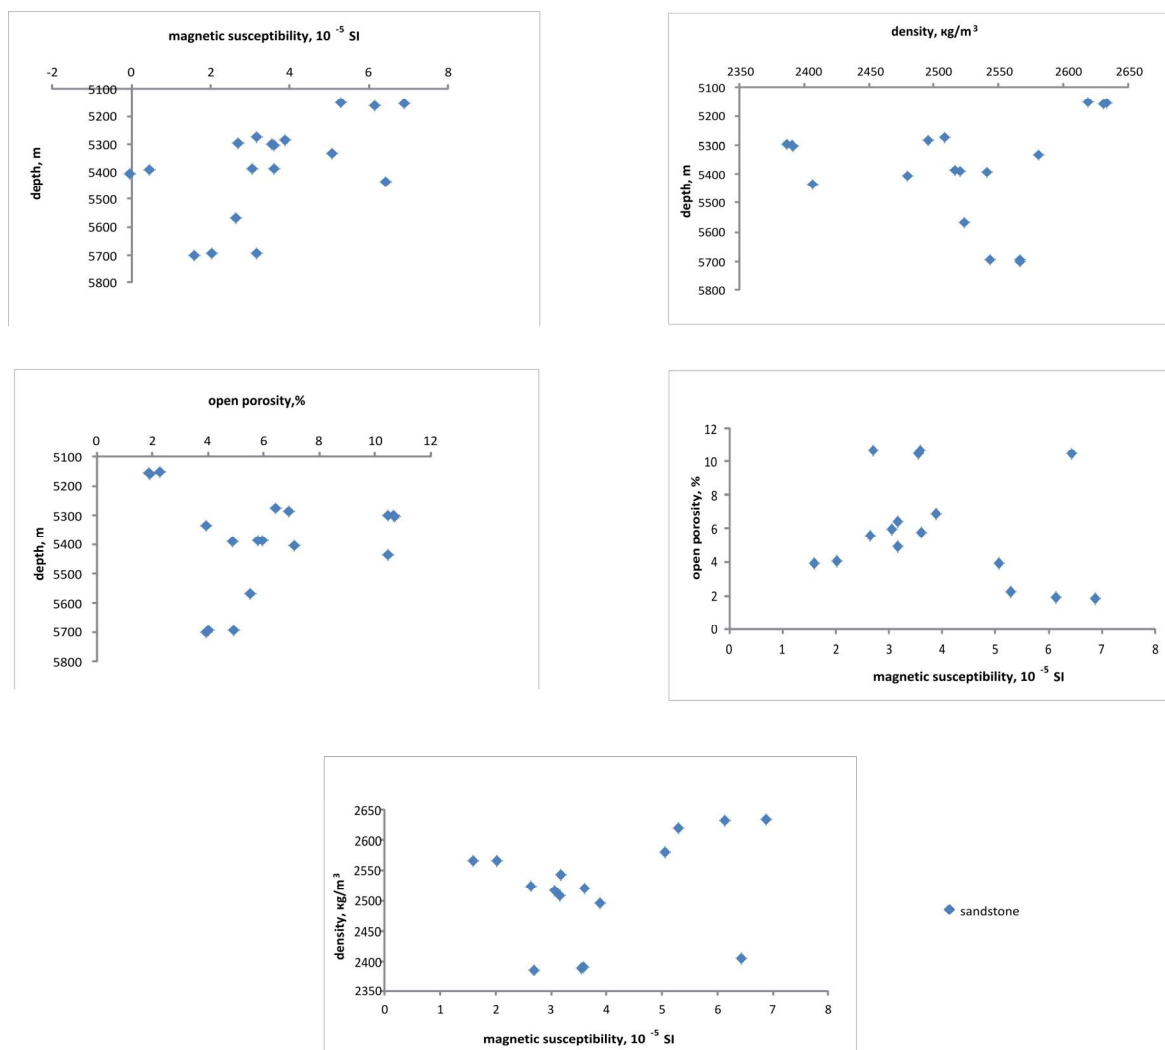 magnetic susceptibility, 10 -5 SI
-2 0 2 4 6 8
5100
5200
5300
5400
5500
5600
5700
5800
depth, m
density, кg/m3
2350 2400 2450 2500 2550 2600 2650
5100
5200
5300
5400
5500
5600
5700
5800
depth, m
open porosity,%
0 2 4 6 8 10 12
5100
5200
5300
5400
5500
5600
5700
5800
depth, m
12
10
8
6
4
2
0
open porosity, %
0 1 2 3 4 5 6 7 8
magnetic susceptibility, 10 -5 SI
2650
2600
2550
2500
2450
2400
2350
density, кg/m3
0 1 2 3 4 5 6 7 8
magnetic susceptibility, 10 -5 SI
sandstone